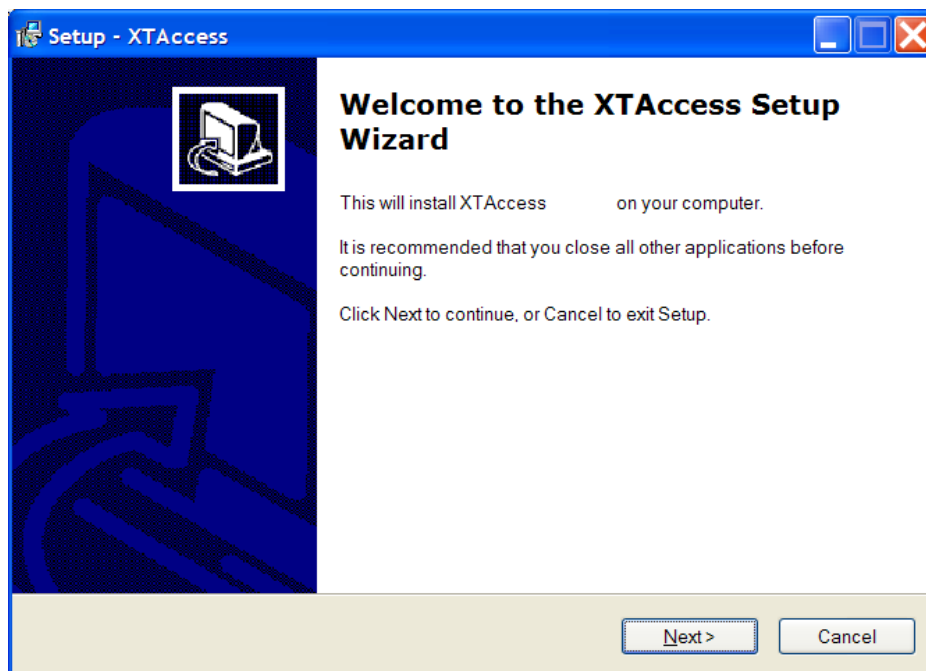 Setup - XTAccess
Welcome to the XTAccess Setup
Wizard
This will install XTAccess on your computer.
It is recommended that you close all other applications before
continuing.
Click Next to continue, or Cancel to exit Setup.
Next >
Cancel